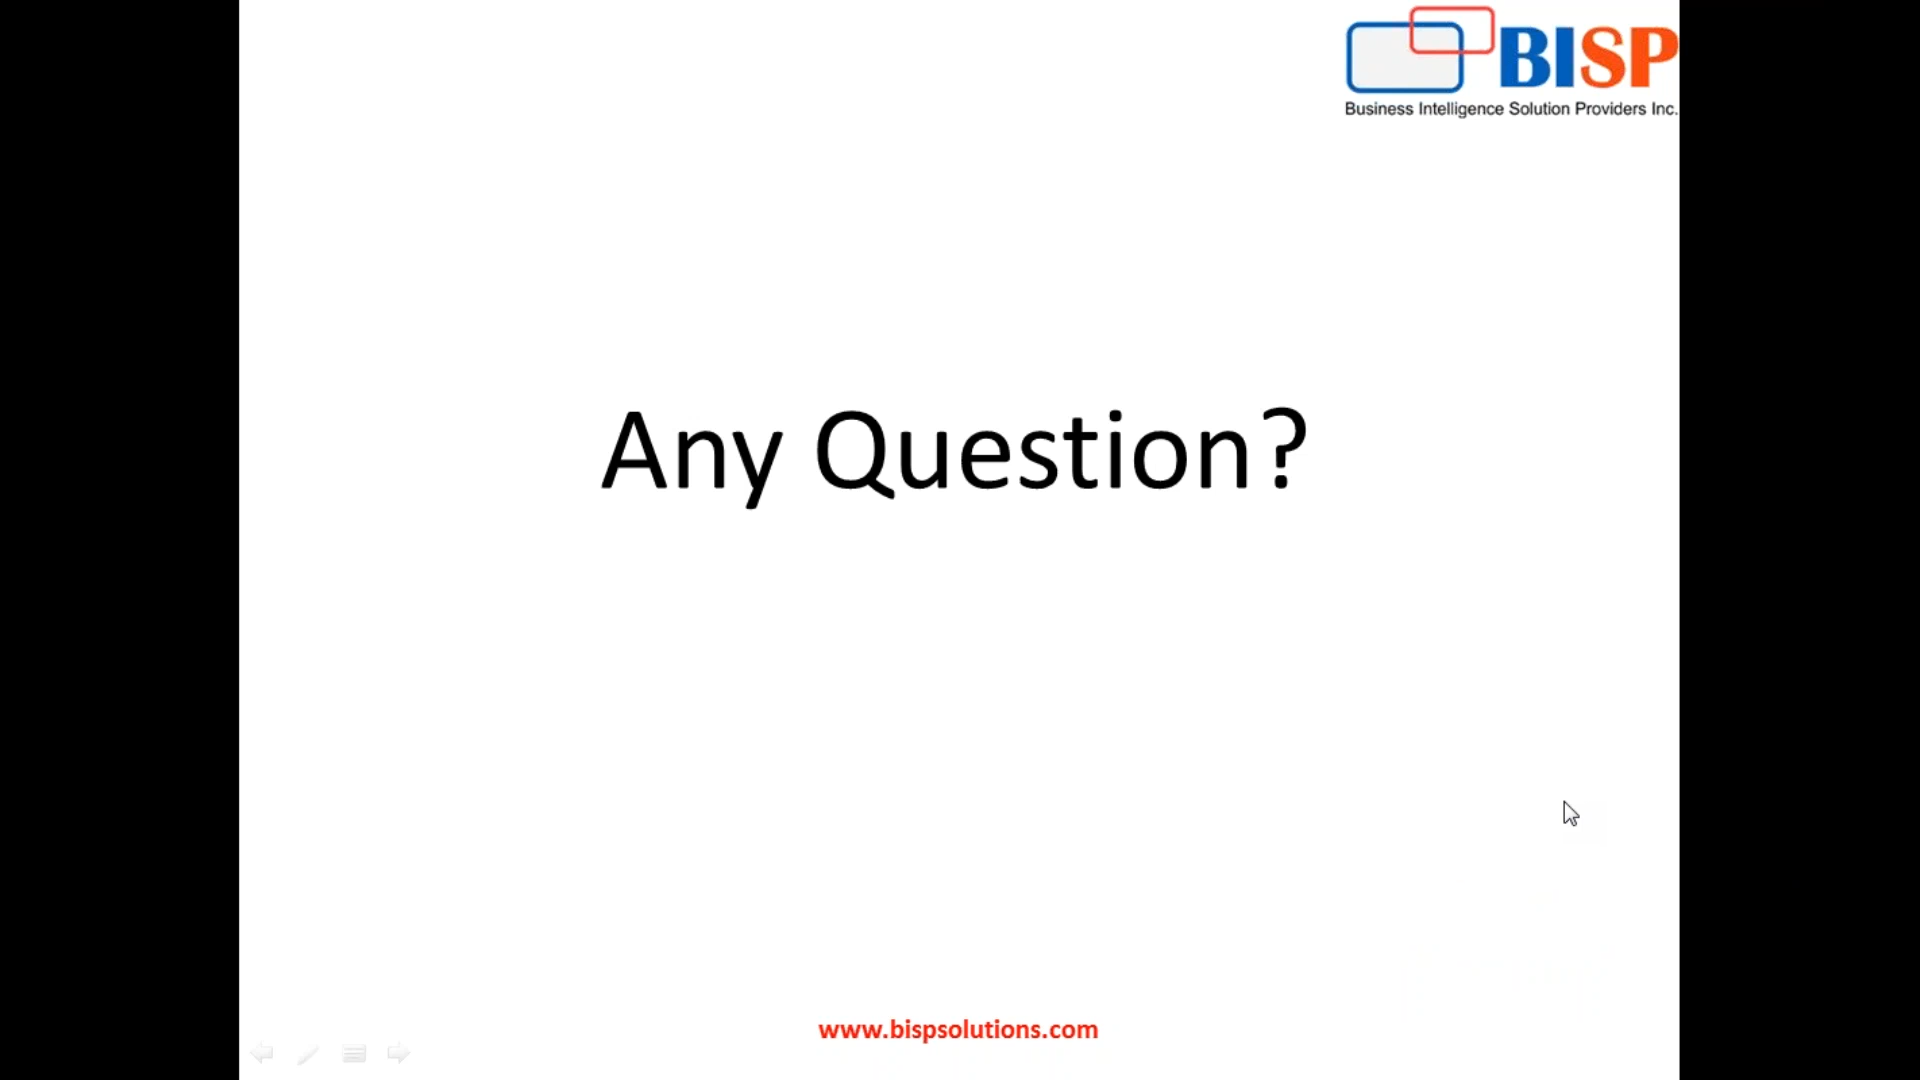 BISP
Business Intelligence Solution Providers Inc.
Any Question?
www.bispsolutions.com